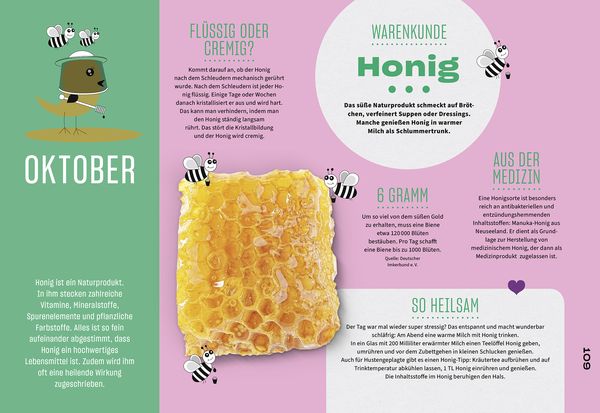 OKTOBER
Honig ist ein Naturprodukt.
In ihm stecken zahlreiche
Vitamine, Mineralstoffe,
Spurenelemente und pflanzliche
Farbstoffe. Alles ist so fein
aufeinander abgestimmt, dass
Honig ein hochwertiges
Lebensmittel ist. Zudem wird ihm
oft eine heilende Wirkung
zugeschrieben.
FLÜSSIG ODER
CREMIG?
Kommt darauf an, ob der Honig
nach dem Schleudern mechanisch gerührt
wurde. Nach dem Schleudern ist jeder Ho-
nig flüssig. Einige Tage oder Wochen
danach kristallisiert er aus und wird hart.
Das kann man verhindern, indem man
den Honig ständig langsam
rührt. Das stört die Kristallbildung
und der Honig wird cremig.
WARENKUNDE
Honig
Das süße Naturprodukt schmeckt auf Bröt-
chen, verfeinert Suppen oder Dressings.
Manche genießen Honig in warmer
Milch als Schlummertrunk.
6 GRAMM
Um so viel von dem süßen Gold
zu erhalten, muss eine Biene
etwa 120 000 Blüten
bestäuben. Pro Tag schafft
eine Biene bis zu 1000 Blüten.
Quelle: Deutscher
Imkerbund e. V.
AUS DER
MEDIZIN
Eine Honigsorte ist besonders
reich an antibakteriellen und
entzündungshemmenden
Inhaltsstoffen: Manuka-Honig aus
Neuseeland. Er dient als Grund-
lage zur Herstellung von
medizinischem Honig, der dann als
Medizinprodukt zugelassen ist.
SO HEILSAM
Der Tag war mal wieder super stressig? Das entspannt und macht wunderbar
schläfrig: Am Abend eine warme Milch mit Honig trinken.
In ein Glas mit 200 Milliliter erwärmter Milch einen Teelöffel Honig geben,
umrühren und vor dem Zubettgehen in kleinen Schlucken genießen.
Auch für Hustengeplagte gibt es einen Honig-Tipp: Kräutertee aufbrühen und auf
Trinktemperatur abkühlen lassen, 1 TL Honig einrühren und genießen.
Die Inhaltsstoffe im Honig beruhigen den Hals.
109